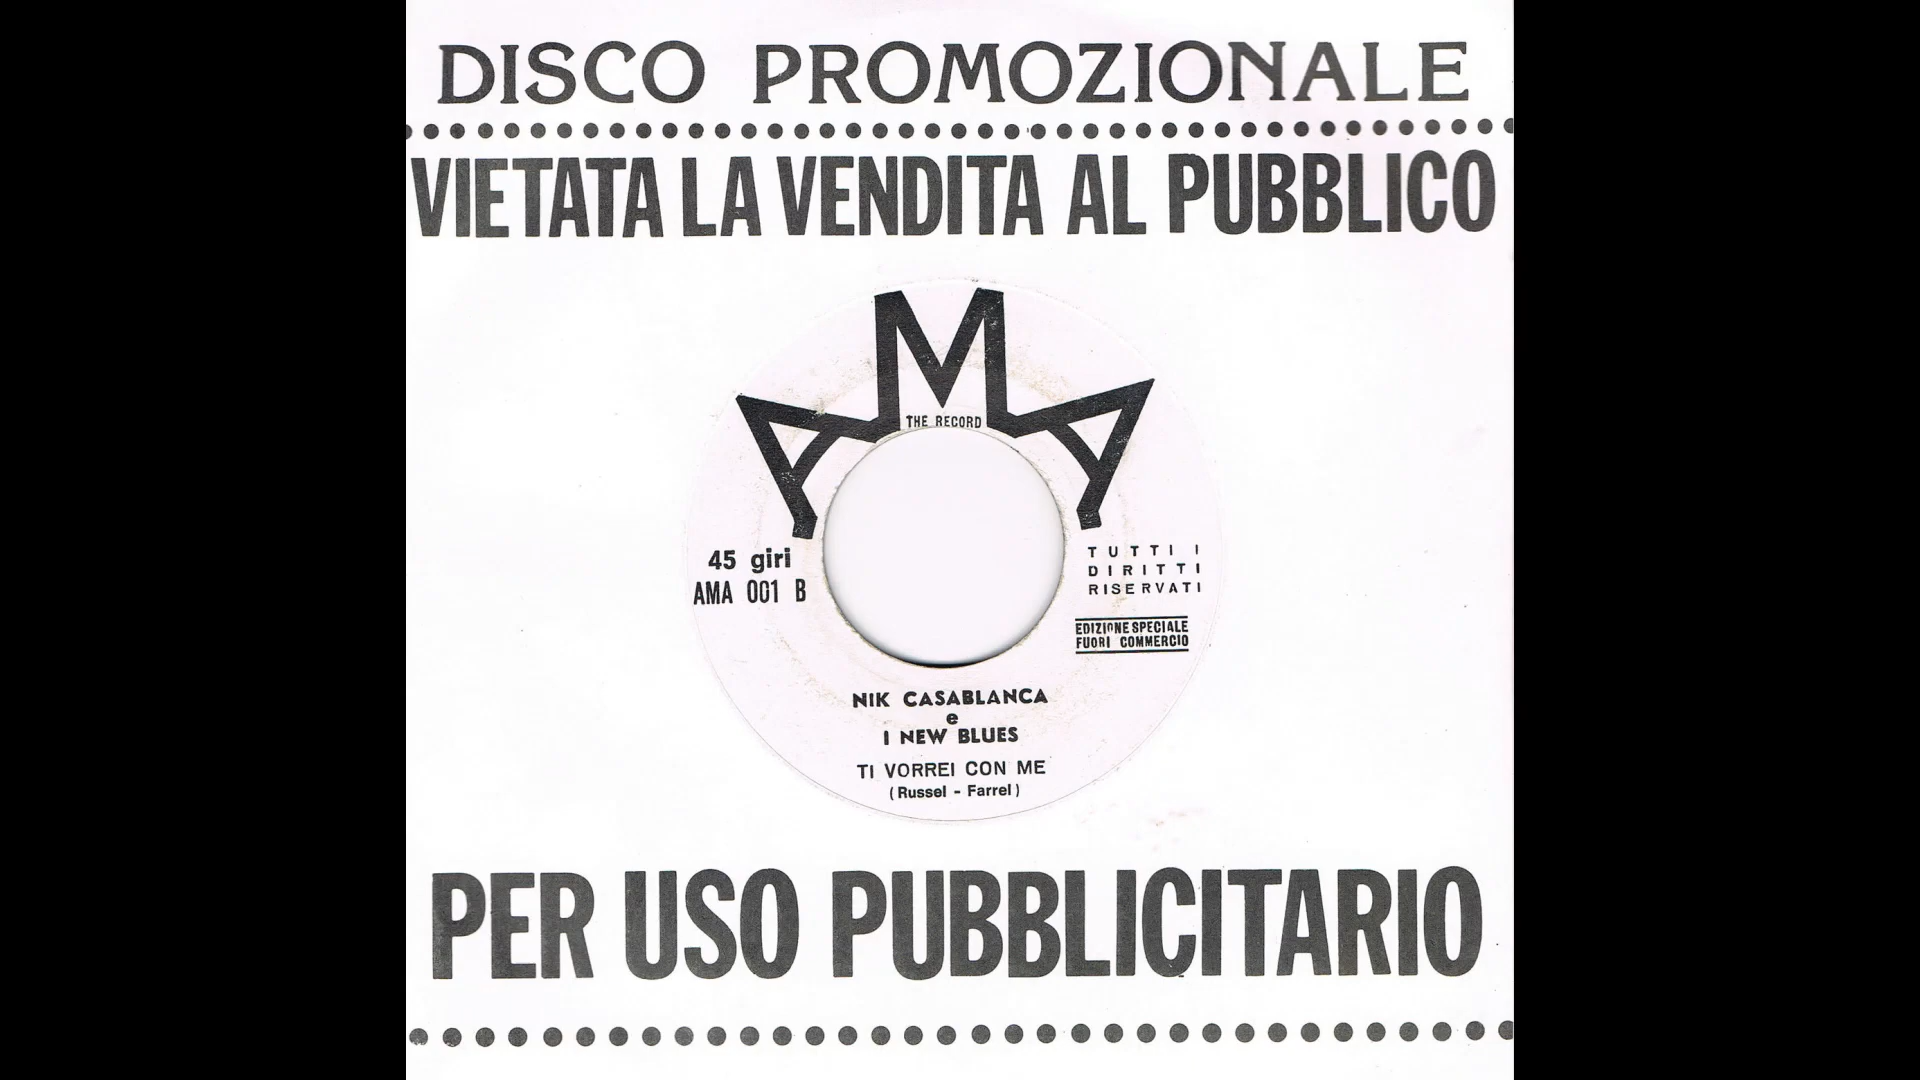 DISCO PROMOZIONALE
VIETATA LA VENDITA AL PUBBLICO
AMA
THE RECORD
45 giri
AMA 001 B
TUTTI I
DIRITTI
RISERVATI
EDIZIONE SPECIALE
FUORI COMMERCIO
NIK CASABLANCA
e
I NEW BLUES
TI VORREI CON ME
(Russel - Farrel)
PER USO PUBBLICITARIO